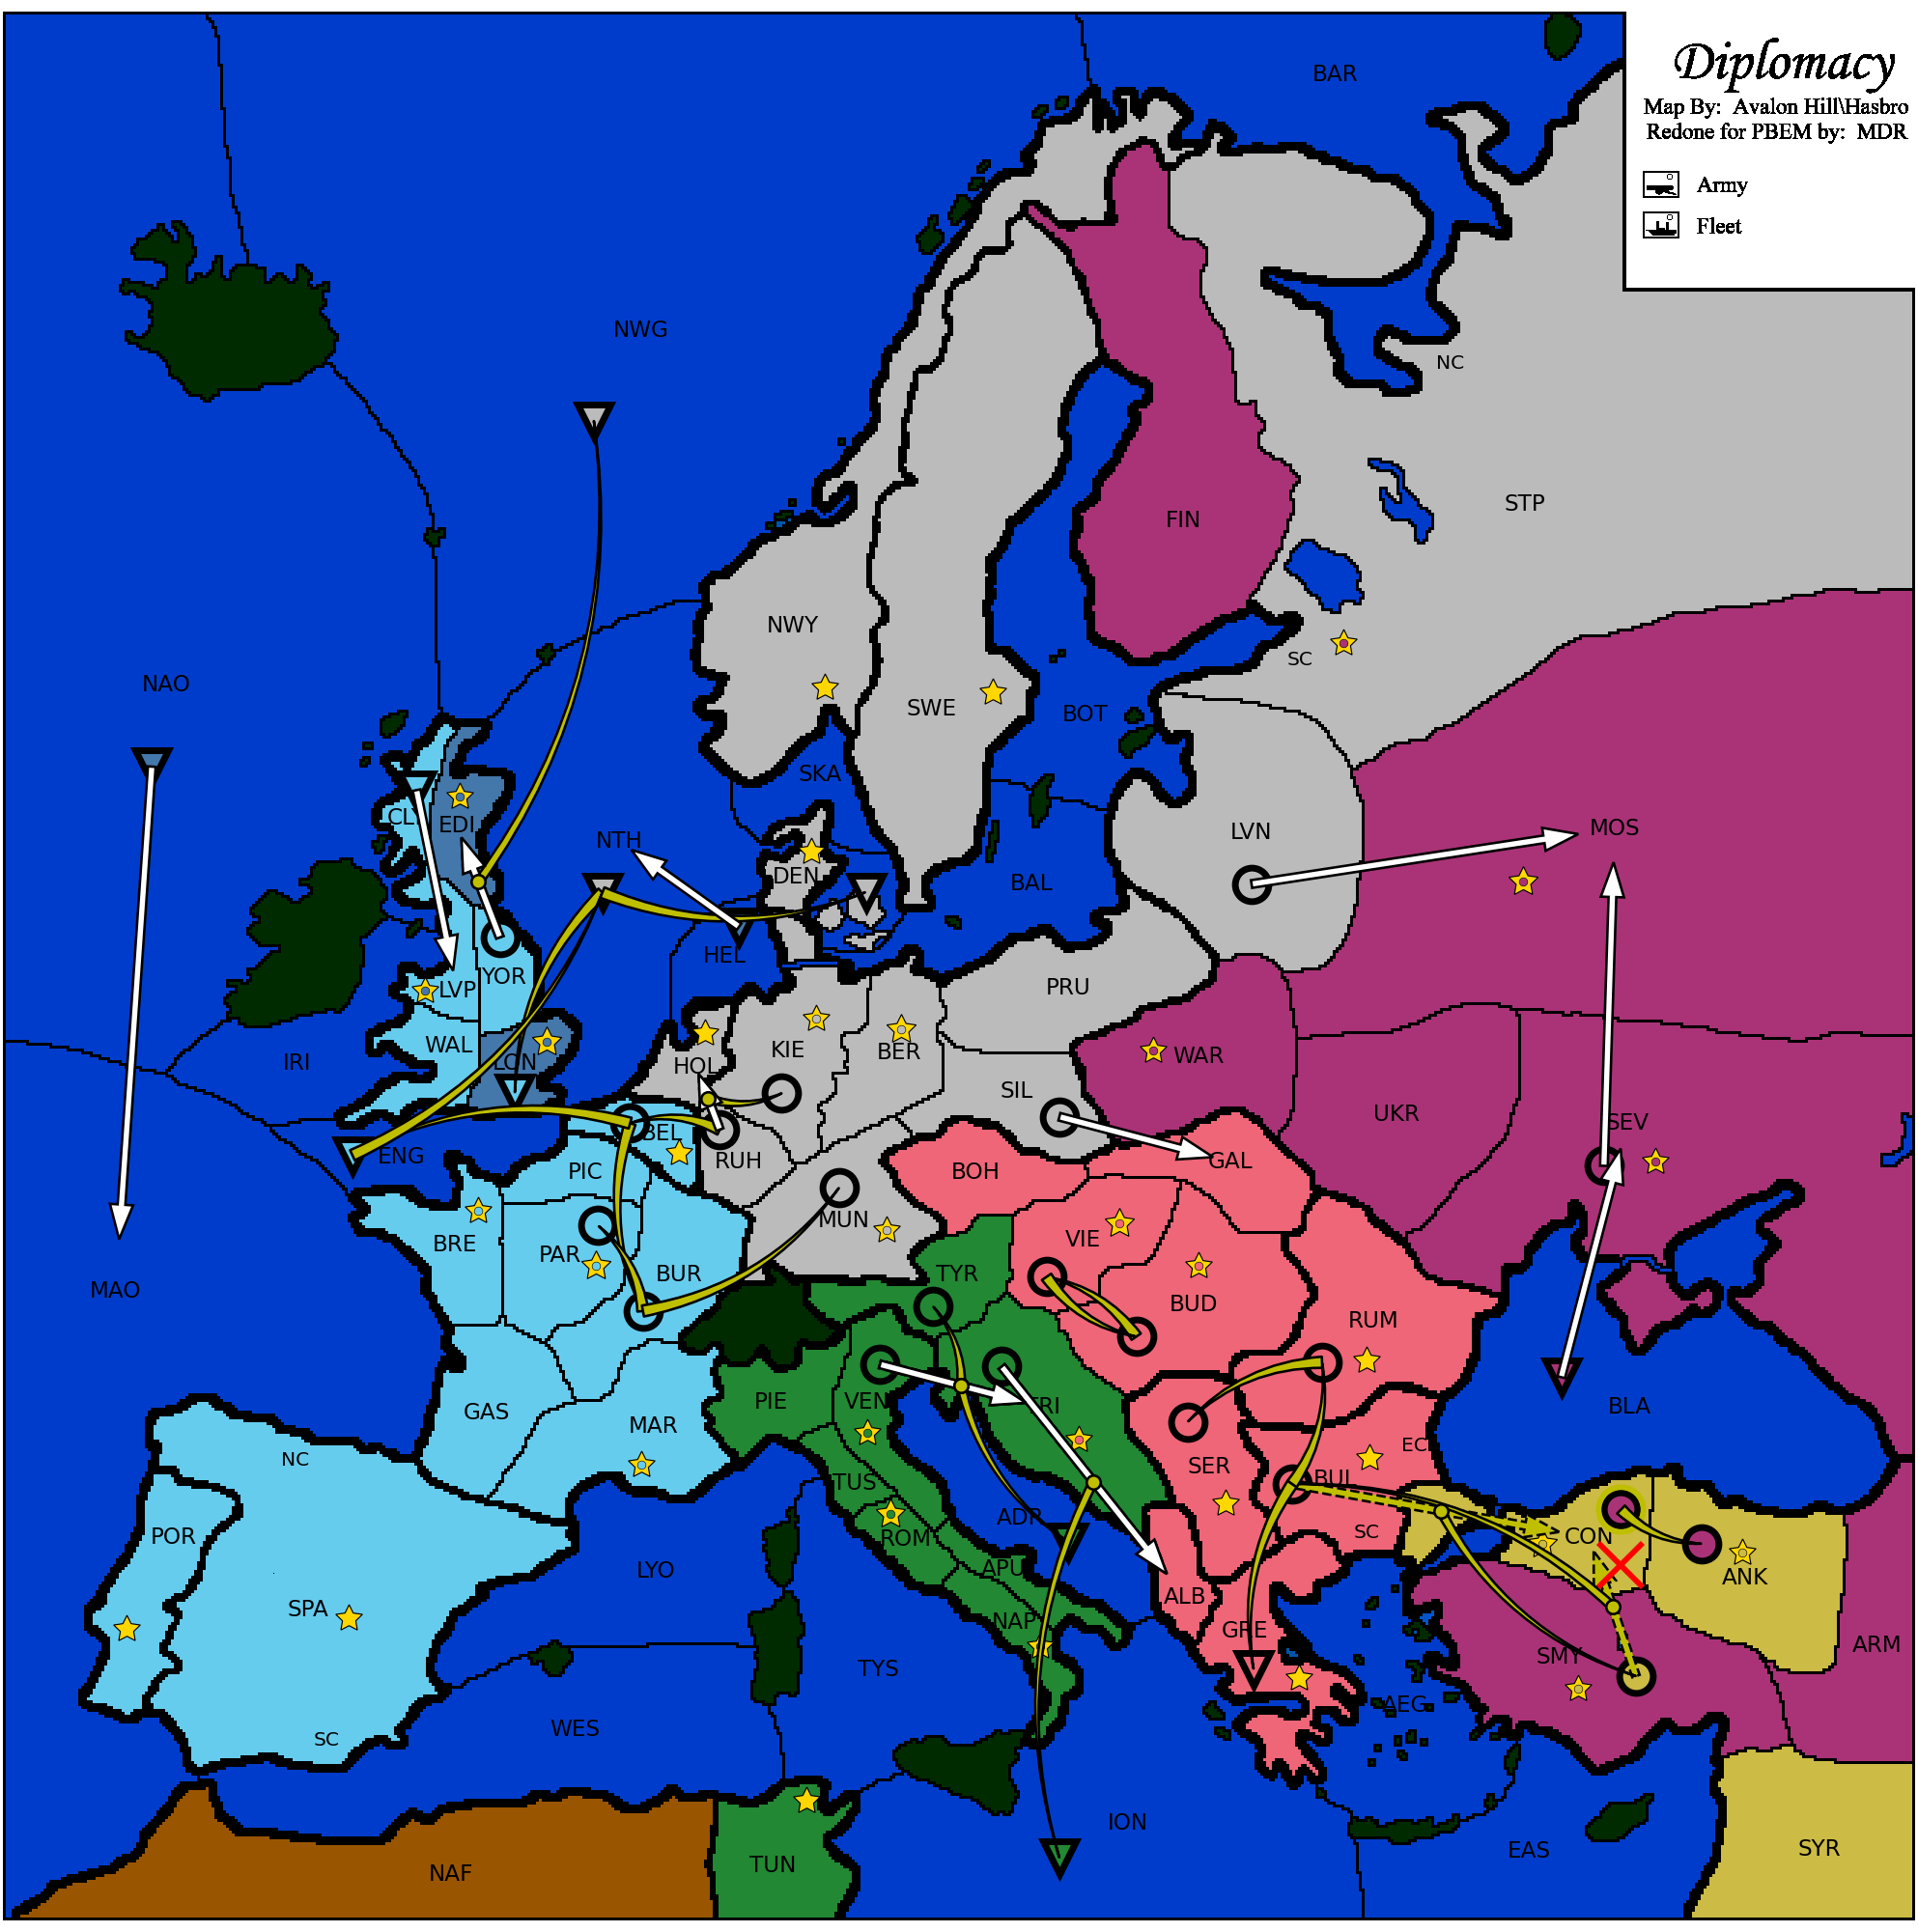 Diplomacy
BAR
Map By: Avalon Hill\Hasbro
Redone for PBEM by: MDR
Army
Fleet
NWG
NC
STP
FIN
NWY
SC
NAO
SWE
BOT
SKA
CLY
EDI
NTH
LVN
MOS
DEN
BAL
HEL
YOR
LVP
PRU
WAL
LON
IRI
HOL
KIE
BER
WAR
SIL
UKR
SEV
BEL
ENG
PIC
RUH
BOH
GAL
MUN
BRE
PAR
VIE
BUR
TYR
MAO
BUD
RUM
PIE
VEN
TRI
BLA
GAS
MAR
NC
EC
SER
TUS
BUL
ADR
POR
ROM
SC
CON
LYO
APU
ANK
ALB
SPA
NAP
GRE
SMY
ARM
TYS
AEG
WES
SC
ION
EAS
SYR
TUN
NAF